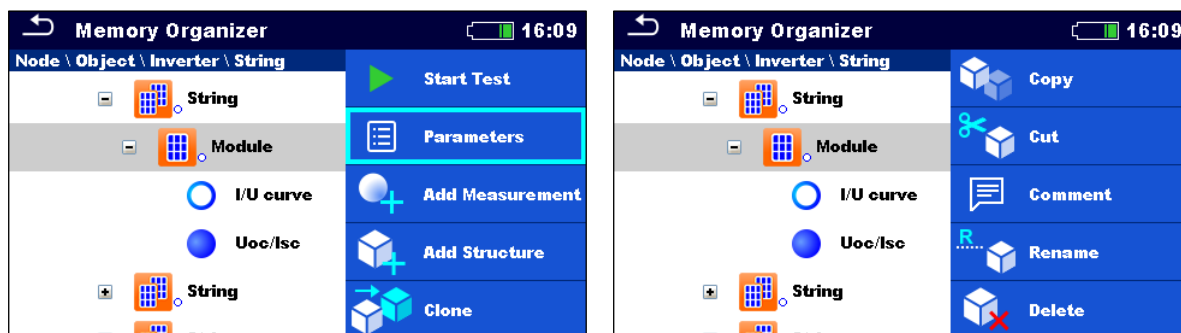 Memory Organizer 16:09
Node \ Object \ Inverter \ String
String
Module
I/U curve
Uoc/Isc
String
Start Test
Parameters
Add Measurement
Add Structure
Clone
Memory Organizer 16:09
Node \ Object \ Inverter \ String
String
Module
I/U curve
Uoc/Isc
String
Copy
Cut
Comment
R
Rename
Delete